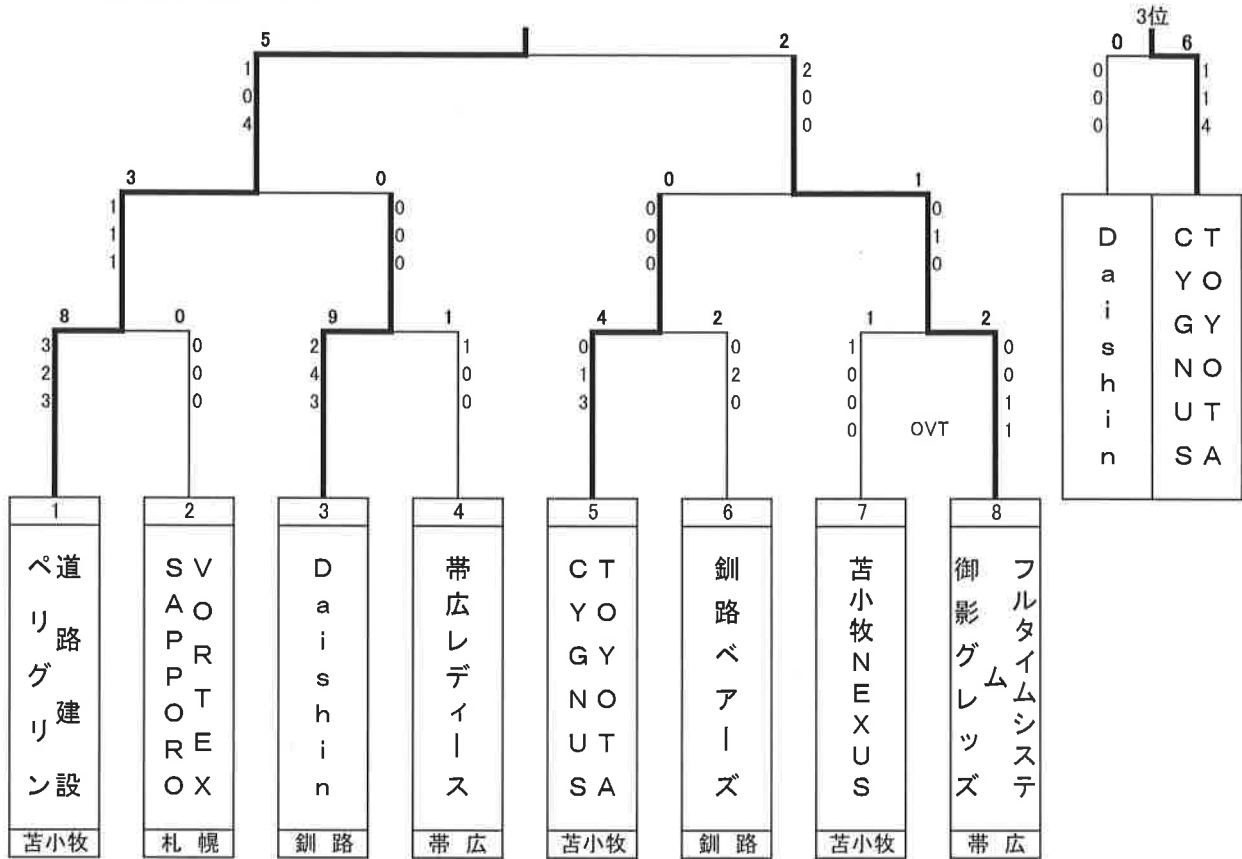 3位
5 2
0 6
1 0 4
2 0 0
0 0 0
1 1 4
3 0
0 1
1 1 1
0 0 0
0 0 0
0 1 0
8 0
9 1
4 2
1 2
3 2 3
0 0 0
2 4 3
1 0 0
0 1 3
0 2 0
1 0 0 0
0 0 1 1
OVT
Daishin
TOYOTA
CYGNUS
1
道路建設
ペリグリン
苫小牧
2
VORTEX
SAPPORO
札幌
3
Daishin
釧路
4
帯広レディース
帯広
5
TOYOTA
CYGNUS
苫小牧
6
釧路ベアーズ
釧路
7
苫小牧NEXUS
苫小牧
8
フルタイムシステム
御影グレッズ
帯広